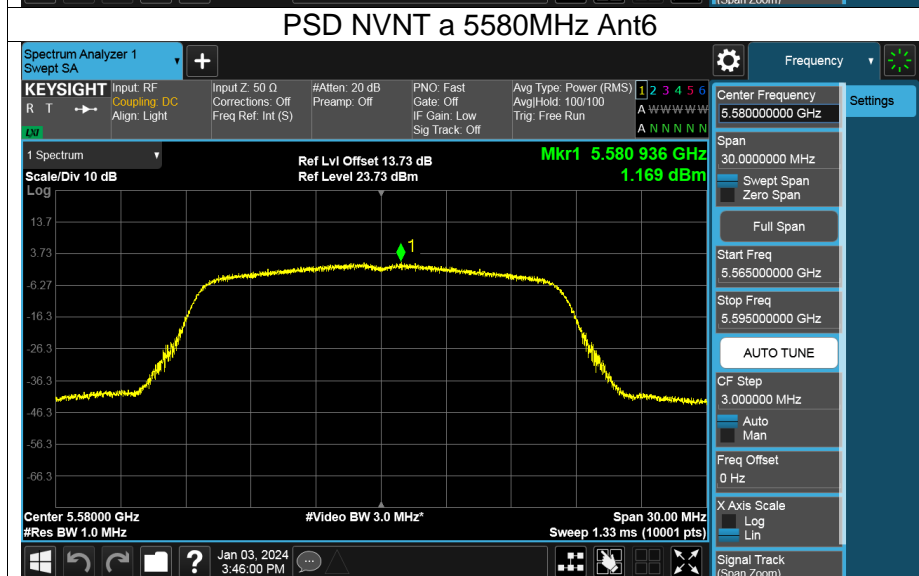 (Span Zoom)
PSD NVNT a 5580MHz Ant6
Spectrum Analyzer 1
Swept SA
+
Frequency
KEYSIGHT
R T
LXI
Input: RF
Coupling: DC
Align: Light
Input Z: 50 Ω
Corrections: Off
Freq Ref: Int (S)
#Atten: 20 dB
Preamp: Off
PNO: Fast
Gate: Off
IF Gain: Low
Sig Track: Off
Avg Type: Power (RMS)
Avg|Hold: 100/100
Trig: Free Run
1 2 3 4 5 6
A W W W W W
A N N N N N
1 Spectrum
Scale/Div 10 dB
Log
Ref Lvl Offset 13.73 dB
Ref Level 23.73 dBm
Mkr1 5.580 936 GHz
1.169 dBm
1
13.7
3.73
-6.27
-16.3
-26.3
-36.3
-46.3
-56.3
-66.3
Center 5.58000 GHz
#Res BW 1.0 MHz
#Video BW 3.0 MHz*
Span 30.00 MHz
Sweep 1.33 ms (10001 pts)
Center Frequency
5.580000000 GHz
Settings
Span
30.0000000 MHz
Swept Span
Zero Span
Full Span
Start Freq
5.565000000 GHz
Stop Freq
5.595000000 GHz
AUTO TUNE
CF Step
3.000000 MHz
Auto
Man
Freq Offset
0 Hz
X Axis Scale
Log
Lin
Signal Track
(Span Zoom)
?
Jan 03, 2024
3:46:00 PM